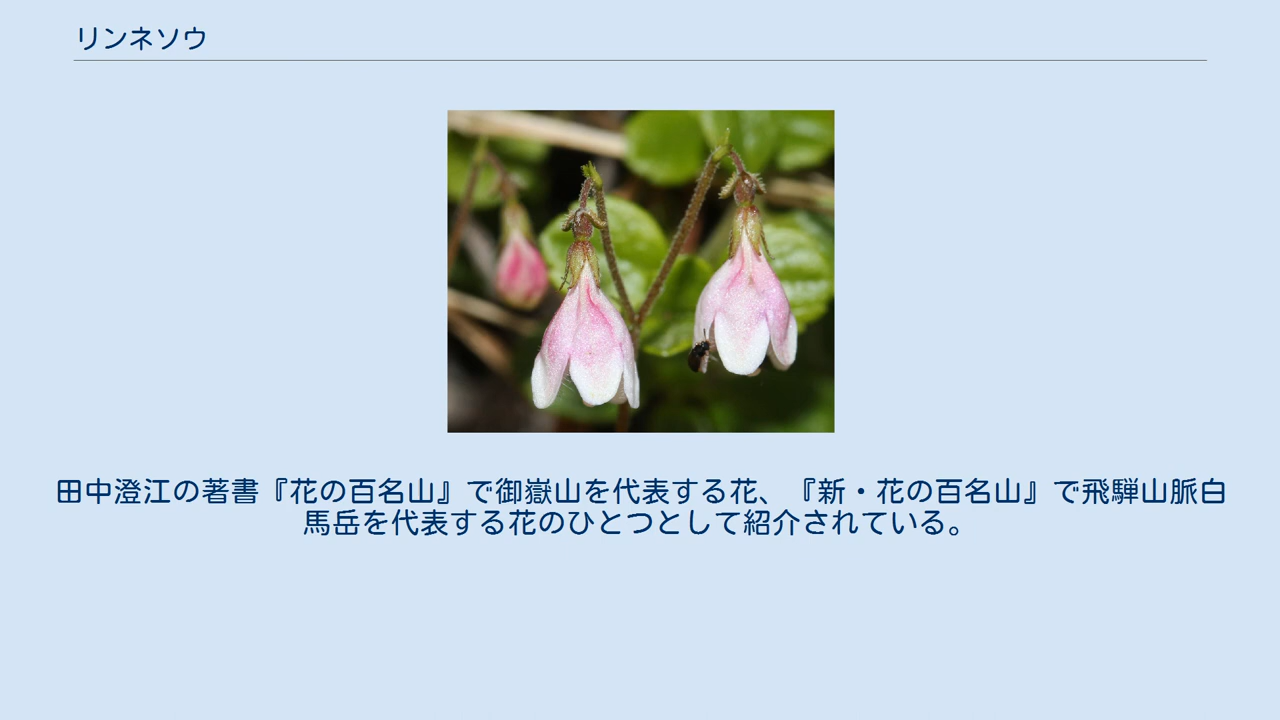 リンネソウ
田中澄江の著書『花の百名山』で御嶽山を代表する花、『新・花の百名山』で飛騨山脈白
馬岳を代表する花のひとつとして紹介されている。